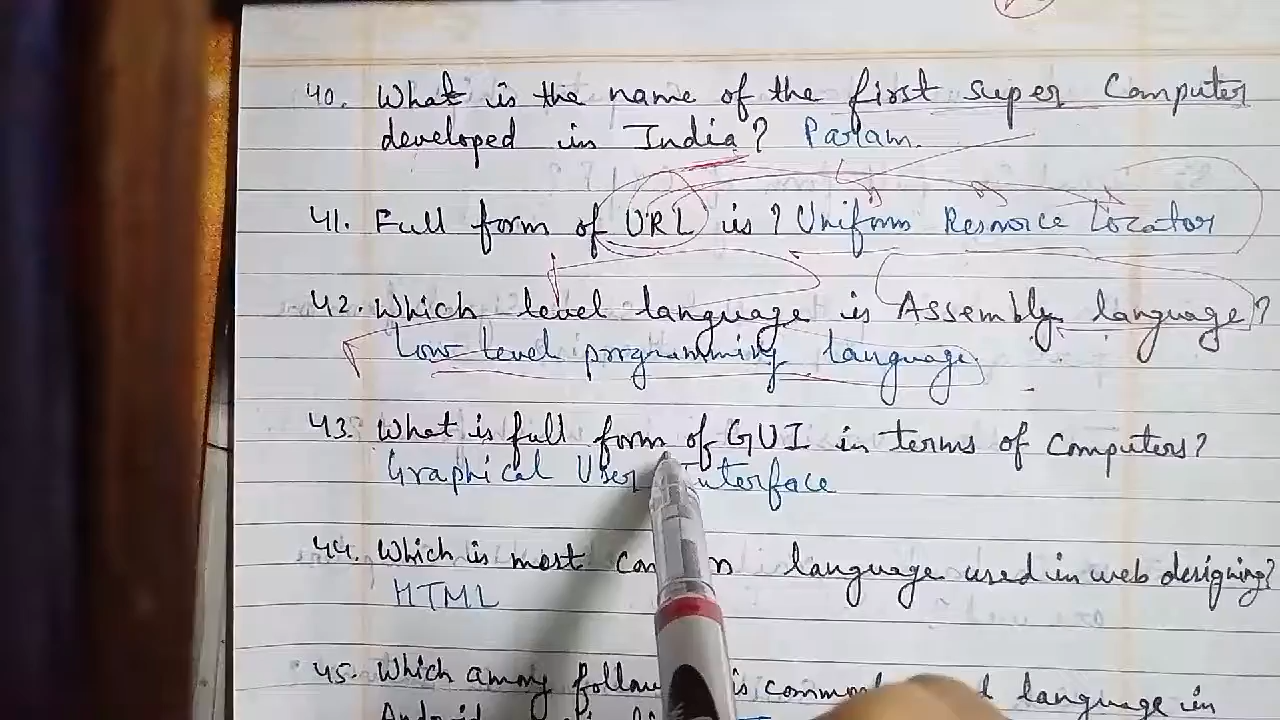 40. What is the name of the first super Computer
developed in India? Param.
41. Full form of URL is? Uniform Resource Locator
42. Which level language is Assembly language?
Low level programming language
43. What is full form of GUI in terms of computers?
Graphical User Interface
44. Which is most language used in web designing?
HTML
45. Which among is language in
Android